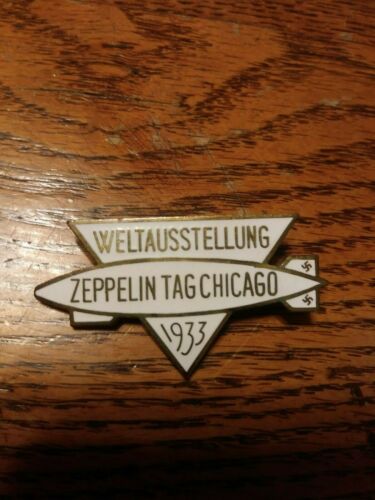 WELTAUSSTELLUNG
ZEPPELIN TAG CHICAGO
1933